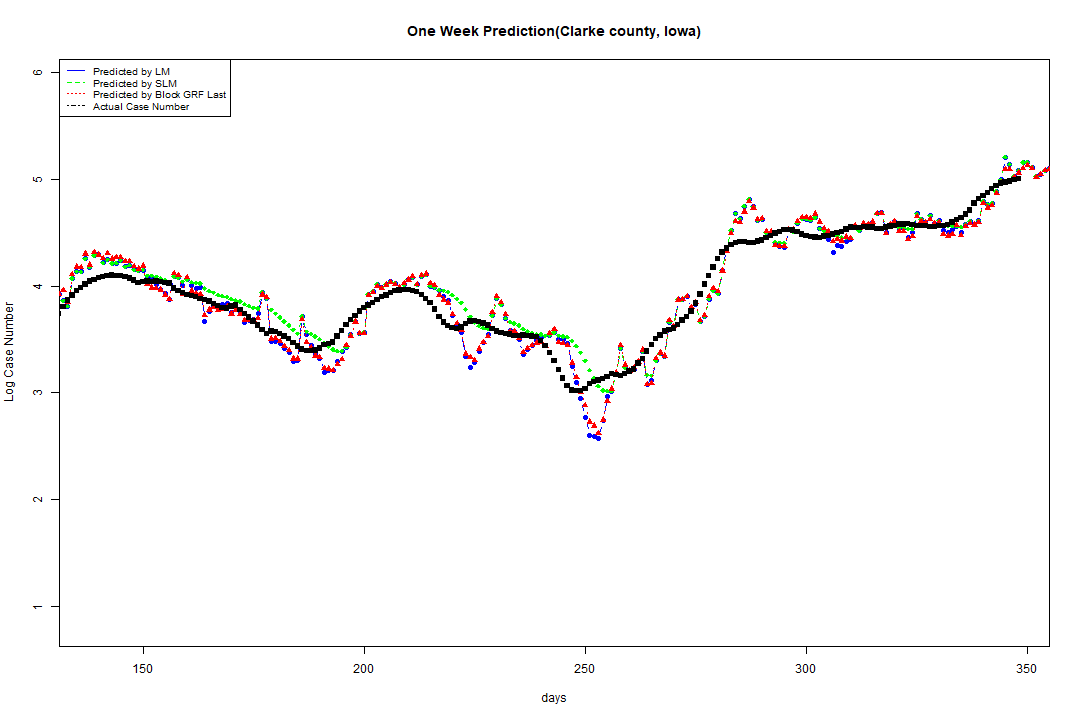 One Week Prediction(Clarke county, Iowa)
Predicted by LM
Predicted by SLM
Predicted by Block GRF Last
Actual Case Number
6
5
4
3
2
1
Log Case Number
150 200 250 300 350
days